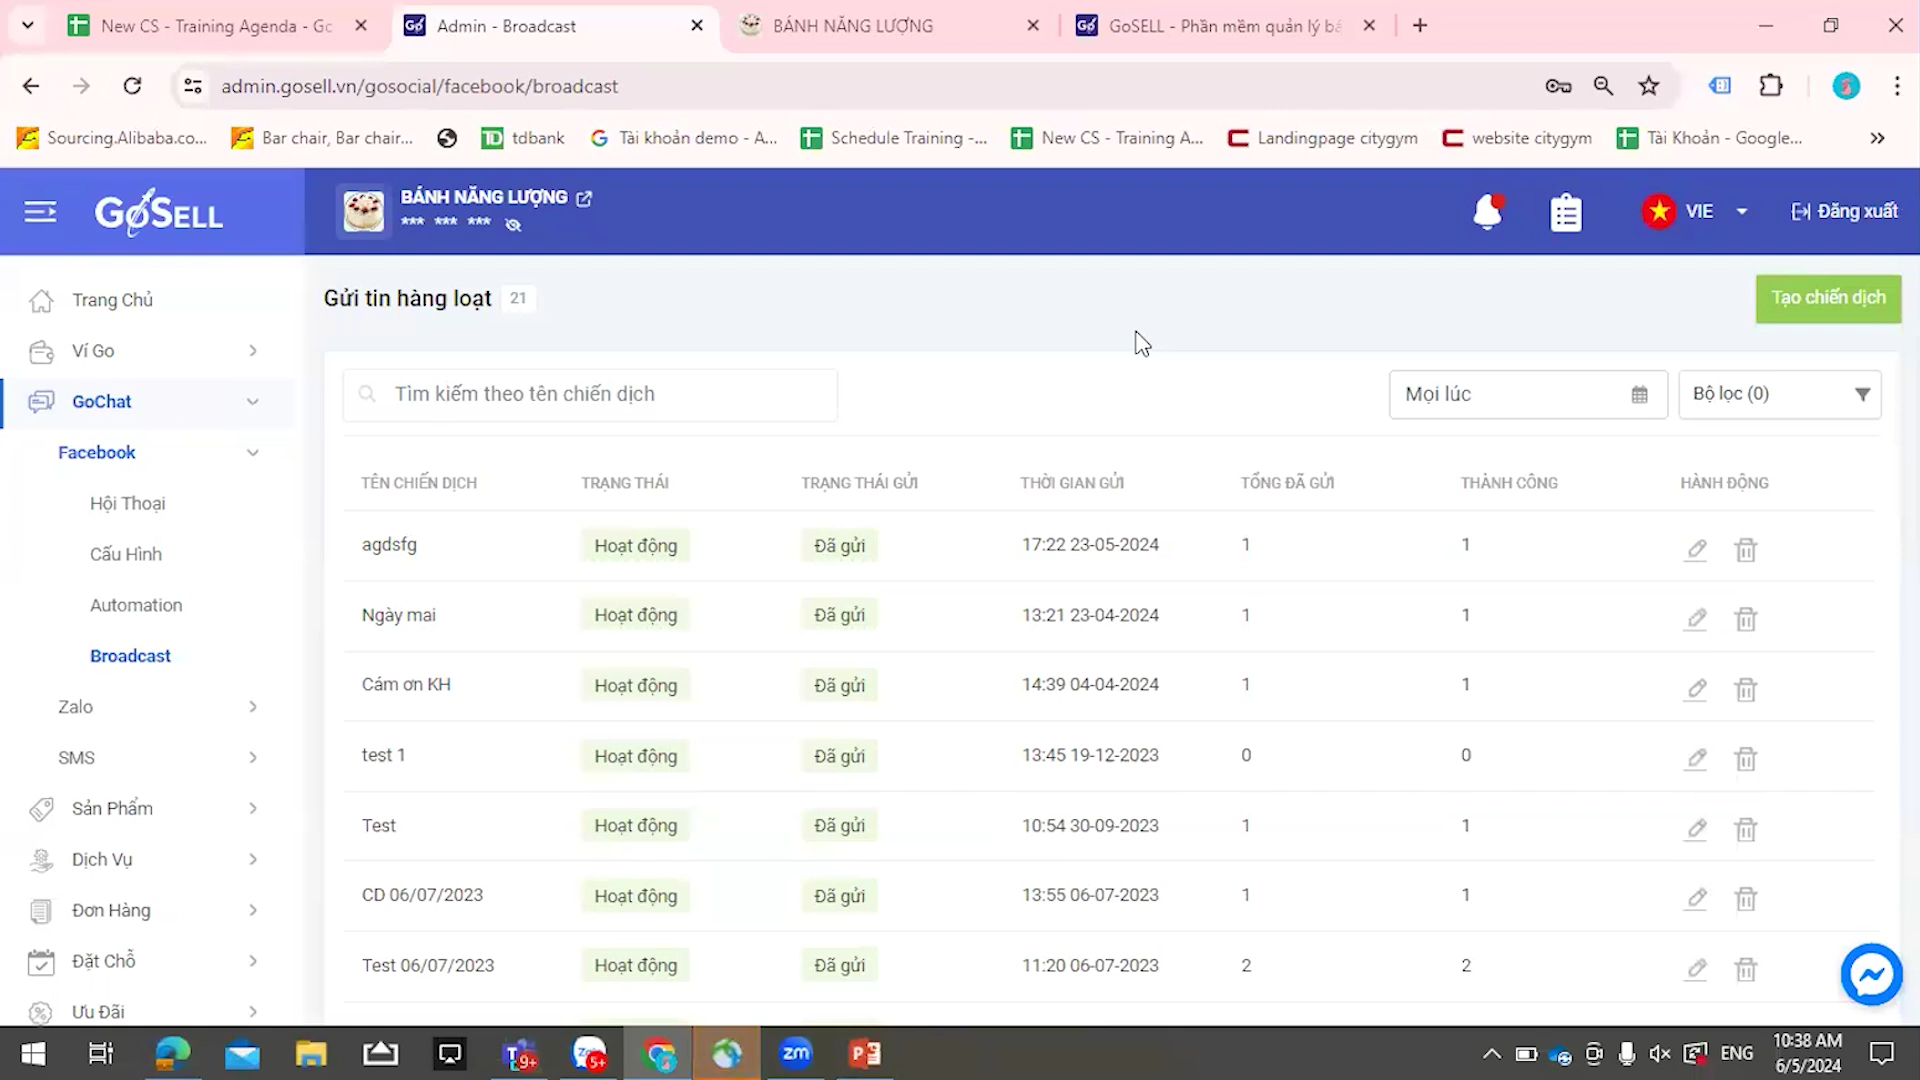 New CS - Training Agenda - Gc
Admin - Broadcast
BÁNH NĂNG LƯỢNG
GoSELL - Phần mềm quản lý bá
admin.gosell.vn/gosocial/facebook/broadcast
Sourcing.Alibaba.co...
Bar chair, Bar chair...
tdbank
Tài khoản demo - A...
Schedule Training -...
New CS - Training A...
Landingpage citygym
website citygym
Tài Khoản - Google...
GOSELL
BÁNH NĂNG LƯỢNG
*** *** ***
VIE
Đăng xuất
Trang Chủ
Ví Go
GoChat
Facebook
Hội Thoại
Cấu Hình
Automation
Broadcast
Zalo
SMS
Sản Phẩm
Dịch Vụ
Đơn Hàng
Đặt Chỗ
Ưu Đãi
Gửi tin hàng loạt 21
Tạo chiến dịch
Tìm kiếm theo tên chiến dịch
Mọi lúc
Bộ lọc (0)
TÊN CHIẾN DỊCH TRẠNG THÁI TRẠNG THÁI GỬI THỜI GIAN GỬI TỔNG ĐÃ GỬI THÀNH CÔNG HÀNH ĐỘNG
agdsfg Hoạt động Đã gửi 17:22 23-05-2024 1 1
Ngày mai Hoạt động Đã gửi 13:21 23-04-2024 1 1
Cám ơn KH Hoạt động Đã gửi 14:39 04-04-2024 1 1
test 1 Hoạt động Đã gửi 13:45 19-12-2023 0 0
Test Hoạt động Đã gửi 10:54 30-09-2023 1 1
CD 06/07/2023 Hoạt động Đã gửi 13:55 06-07-2023 1 1
Test 06/07/2023 Hoạt động Đã gửi 11:20 06-07-2023 2 2
9+
5+
zm
ENG
10:38 AM
6/5/2024